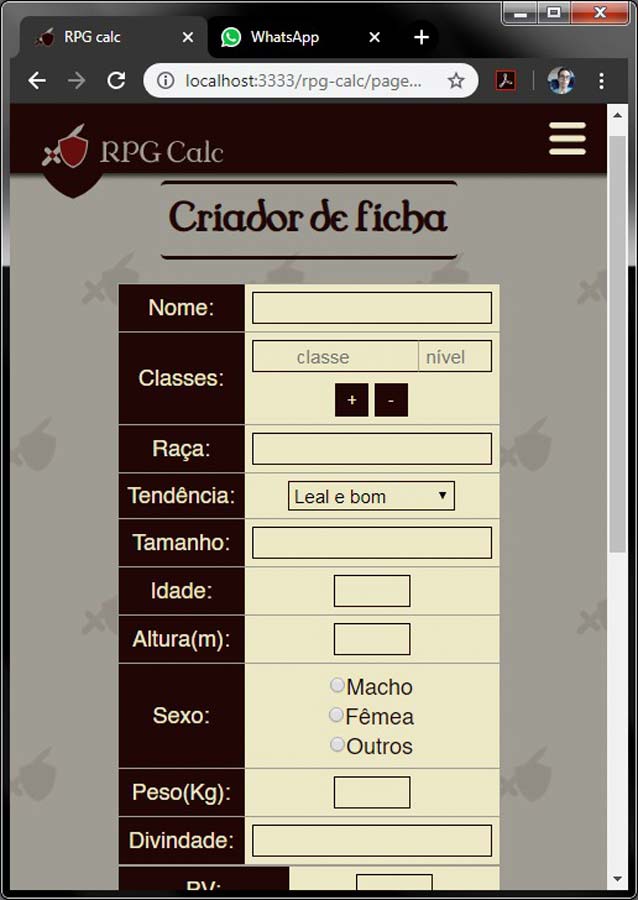 RPG calc
WhatsApp
localhost:3333/rpg-calc/page...
RPG Calc
Criador de ficha
Nome:
Classes: classe nível
+ -
Raça:
Tendência: Leal e bom
Tamanho:
Idade:
Altura(m):
Sexo:
Macho
Fêmea
Outros
Peso(Kg):
Divindade:
PV: